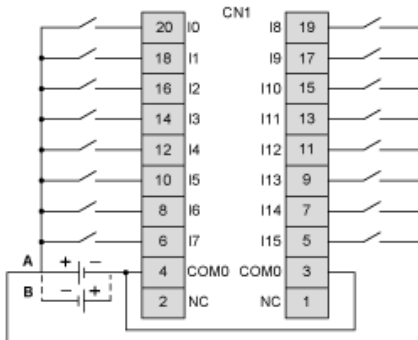 CN1
20 I0 I8 19
18 I1 I9 17
16 I2 I10 15
14 I3 I11 13
12 I4 I12 11
10 I5 I13 9
8 I6 I14 7
6 I7 I15 5
A + − 4 COM0 COM0 3
B − + 2 NC NC 1